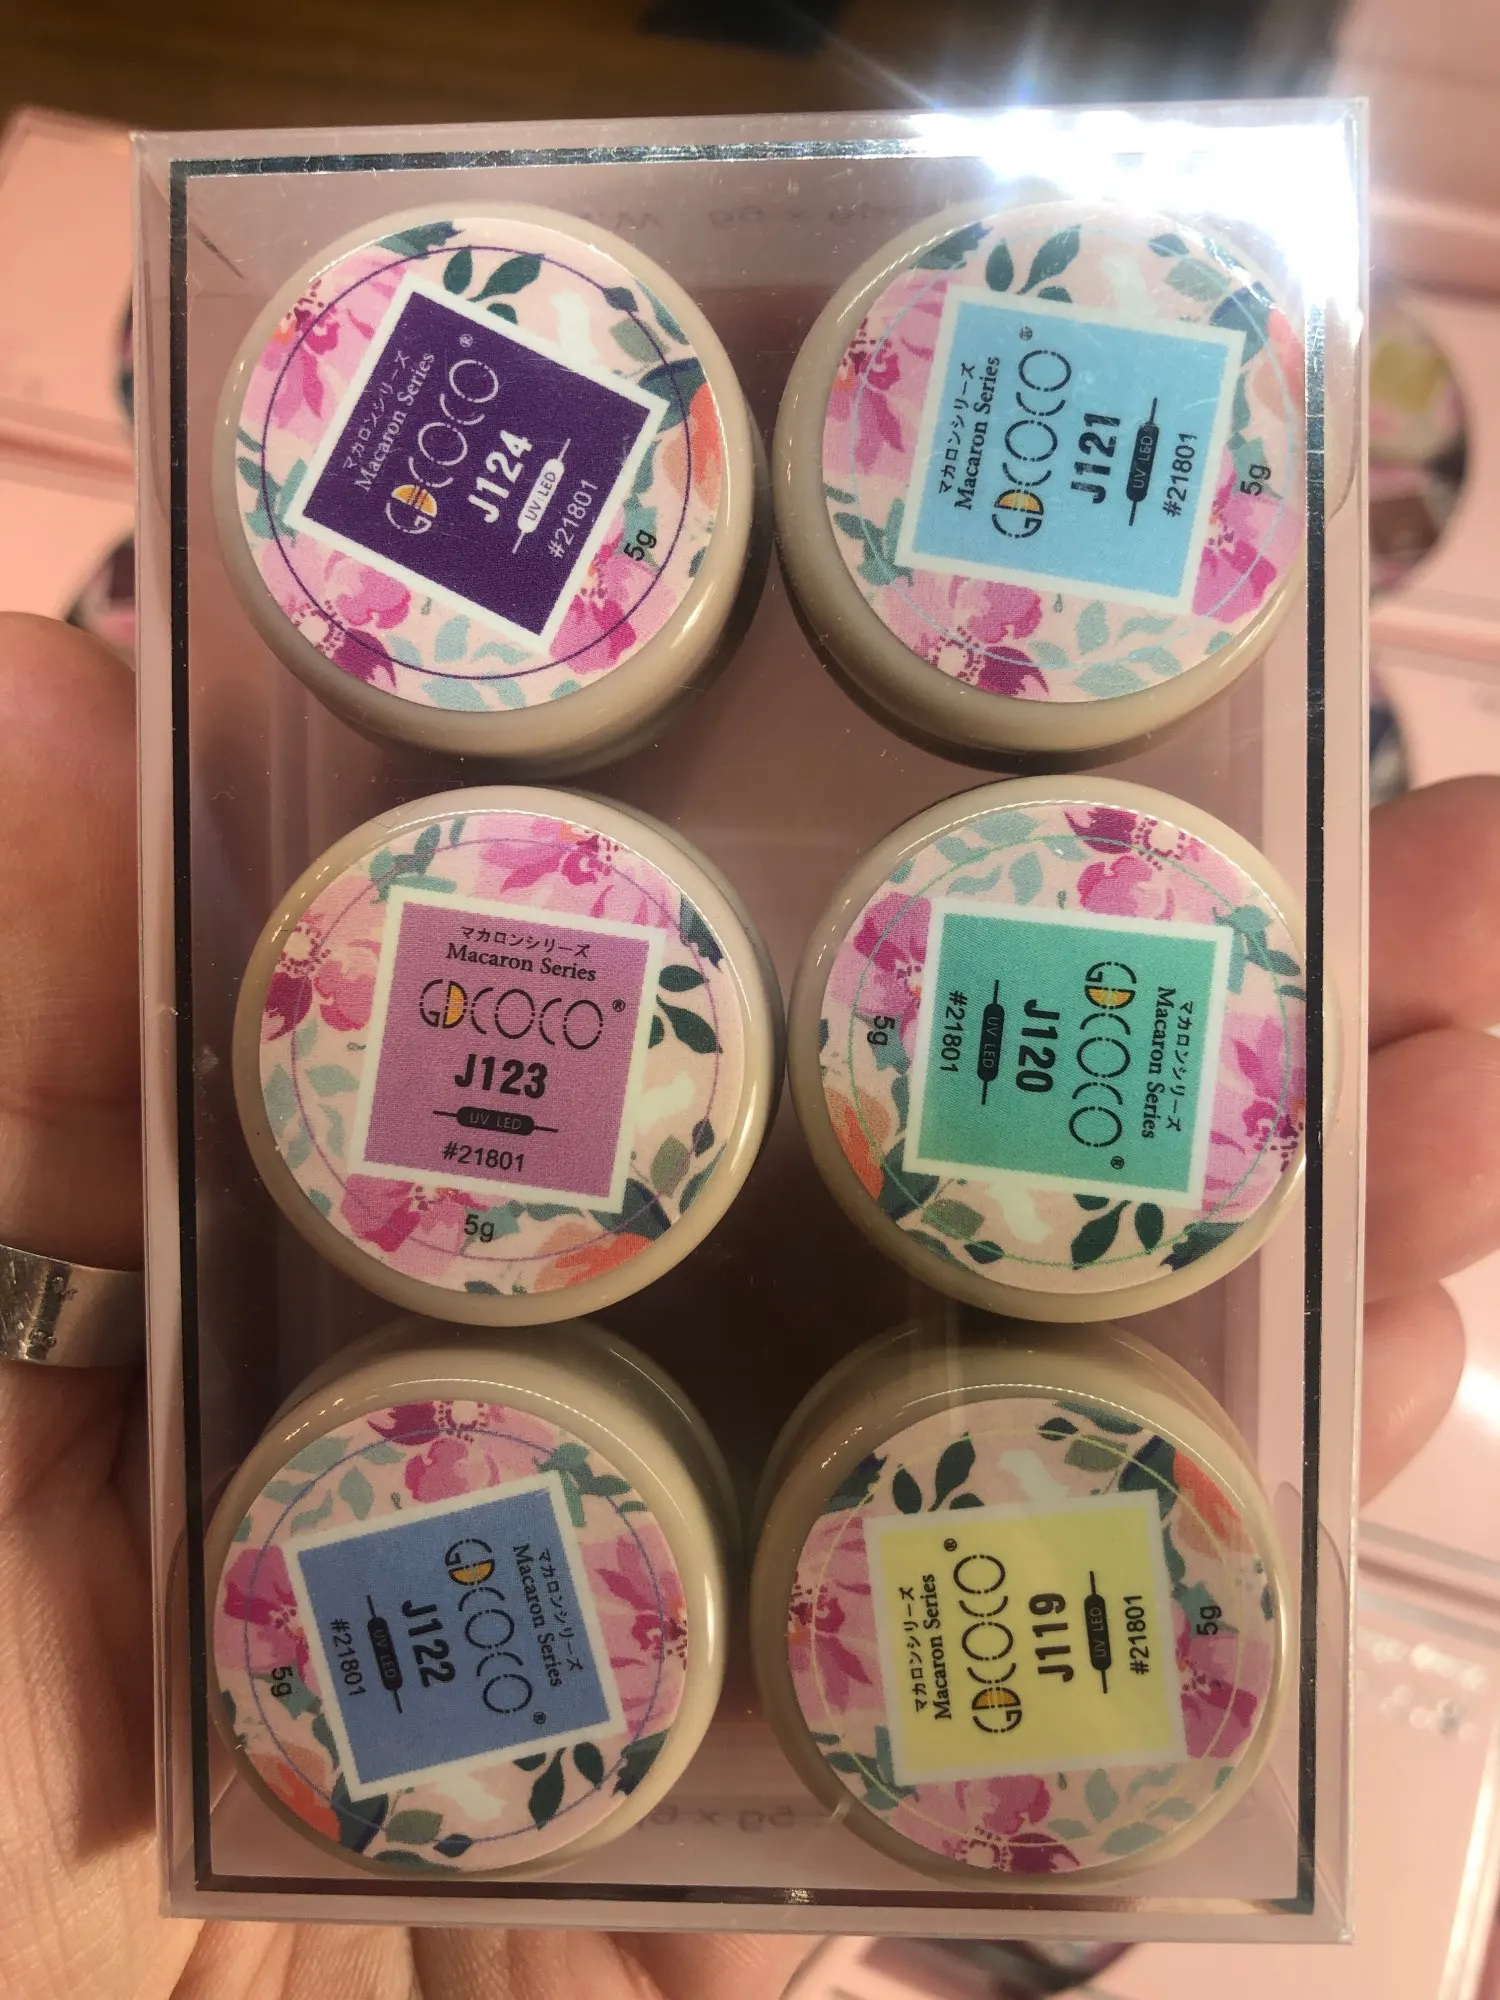 マカロメシリーズ
Macaron Series
GDCOCO®
J124
UV LED
#21801
5g
マカロンシリーズ
Macaron Series
GDCOCO®
J121
UV LED
#21801
5g
マカロンシリーズ
Macaron Series
GDCOCO®
J123
UV LED
#21801
5g
マカロンシリーズ
Macaron Series
GDCOCO®
J120
UV LED
#21801
5g
マカロンシリーズ
Macaron Series
GDCOCO®
J122
UV LED
#21801
5g
マカロンシリーズ
Macaron Series
GDCOCO®
J119
UV LED
#21801
5g